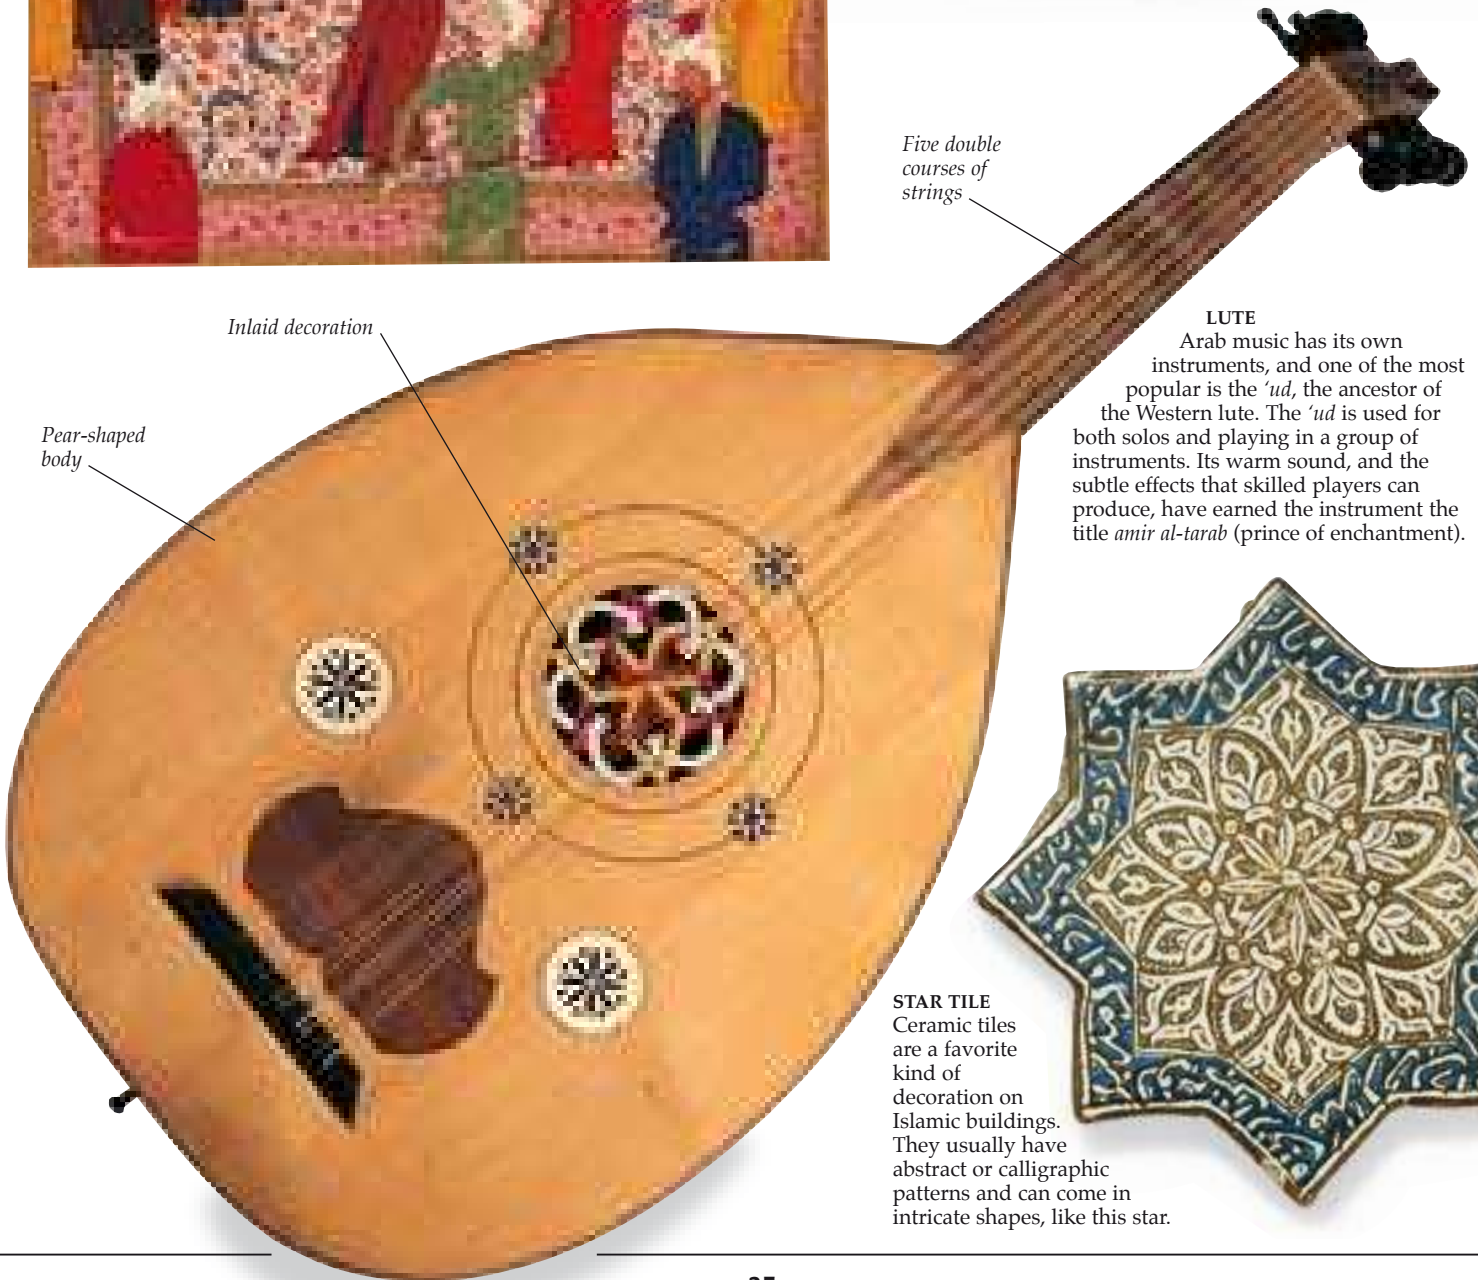 Five double
courses of
strings
Inlaid decoration
Pear-shaped
body
LUTE
Arab music has its own
instruments, and one of the most
popular is the ‘ud, the ancestor of
the Western lute. The ‘ud is used for
both solos and playing in a group of
instruments. Its warm sound, and the
subtle effects that skilled players can
produce, have earned the instrument the
title amir al-tarab (prince of enchantment).
STAR TILE
Ceramic tiles
are a favorite
kind of
decoration on
Islamic buildings.
They usually have
abstract or calligraphic
patterns and can come in
intricate shapes, like this star.